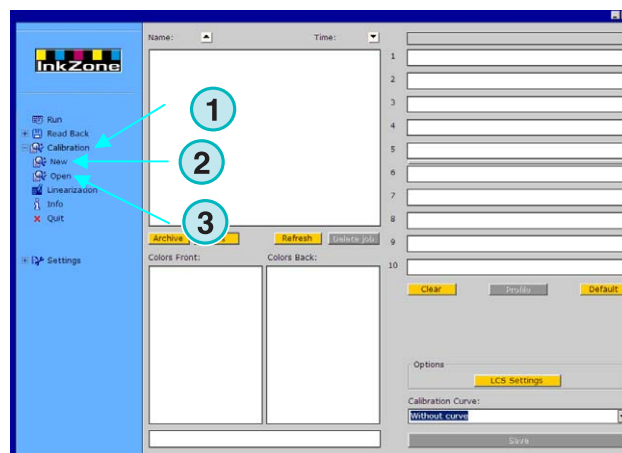 InkZone
Run
Read Back
Calibration
New
Open
Linearization
Info
Quit
Settings
Name:
Time:
1
2
3
Archive
Refresh
Delete job
Colors Front:
Colors Back:
1
2
3
4
5
6
7
8
9
10
Clear
Profile
Default
Options
LCS Settings
Calibration Curve:
Without curve
Save